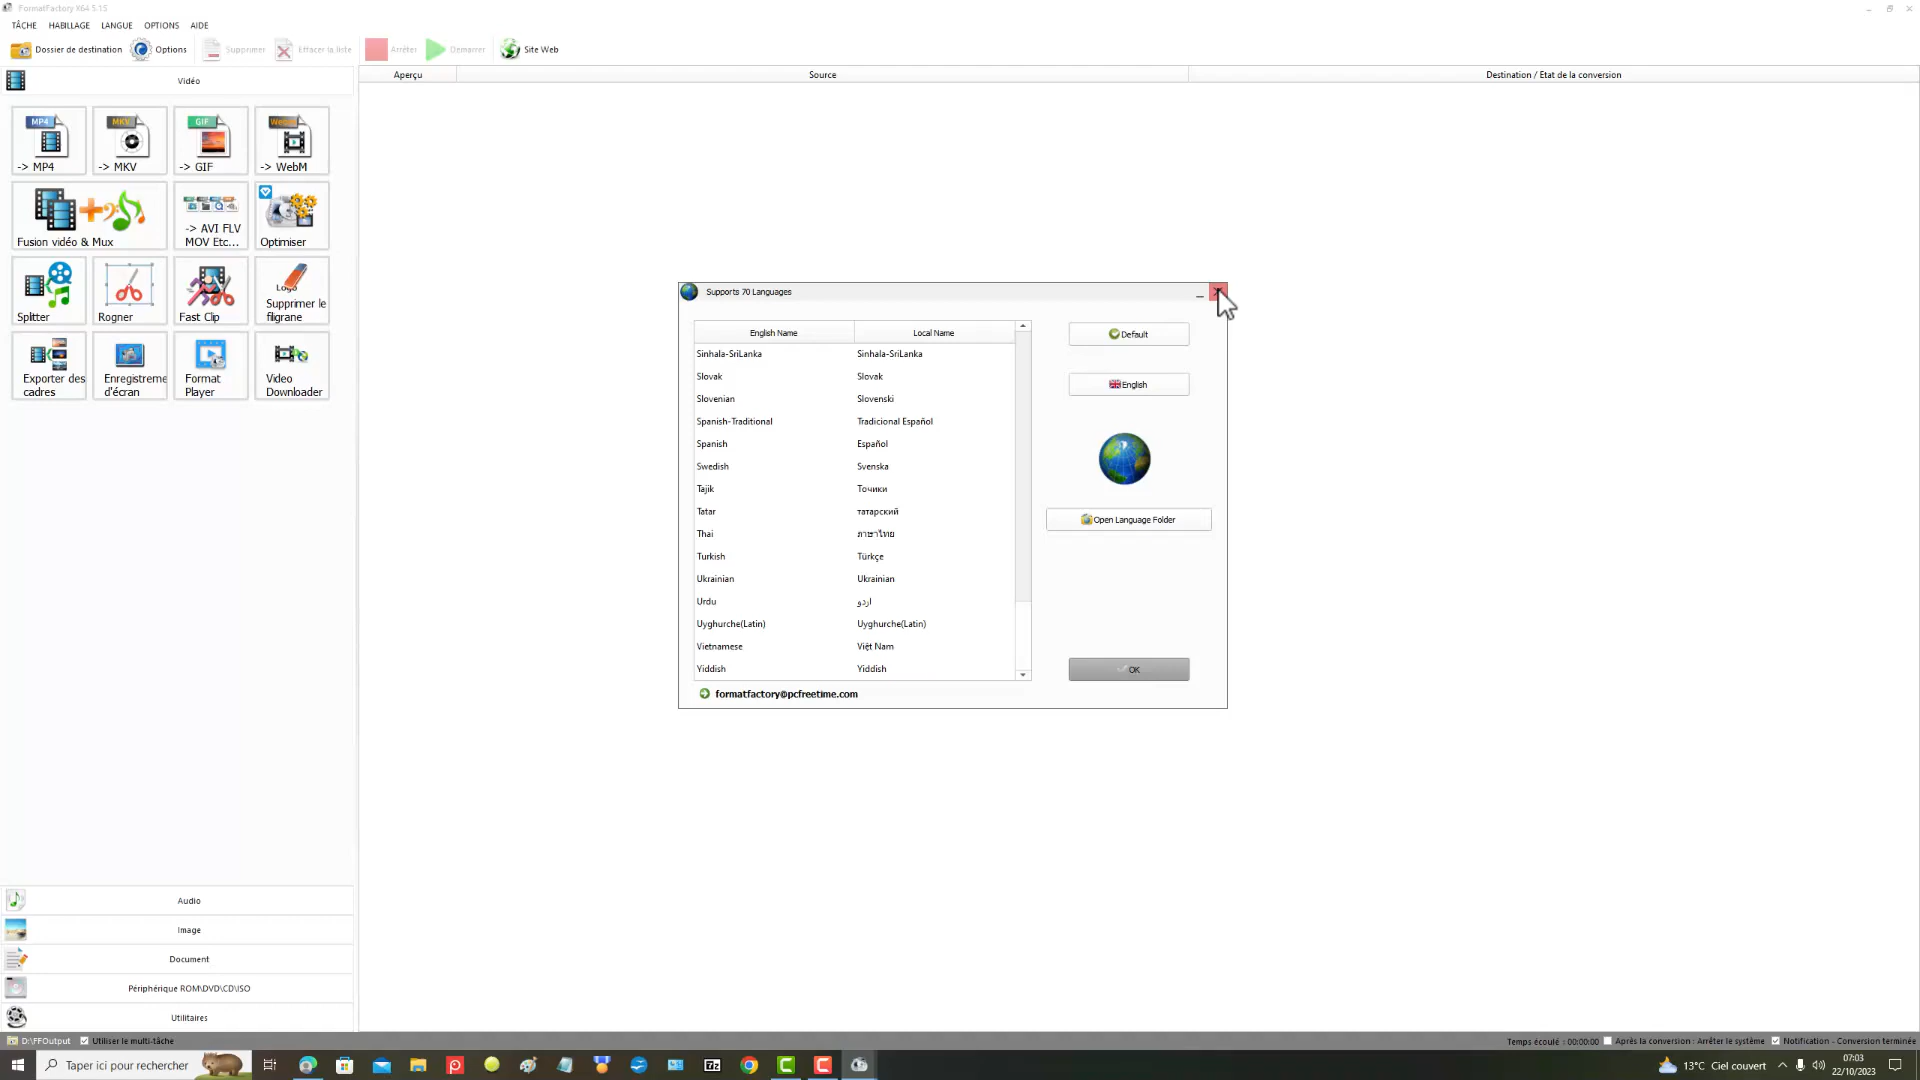 FormatFactory X64 5.15
TÂCHE HABILLAGE LANGUE OPTIONS AIDE
Dossier de destination Options Supprimer Effacer la liste Arrêter Démarrer Site Web
Vidéo
Aperçu Source Destination / Etat de la conversion
MP4 MKV GIF WebM
-> MP4 -> MKV -> GIF -> WebM
-> AVI FLV
Fusion vidéo & Mux MOV Etc... Optimiser
Logo
Supprimer le
Splitter Rogner Fast Clip filigrane
Exporter des Enregistreme Format Video
cadres d'écran Player Downloader
Supports 70 Languages
English Name Local Name
Sinhala-SriLanka Sinhala-SriLanka
Slovak Slovak
Slovenian Slovenski
Spanish-Traditional Tradicional Español
Spanish Español
Swedish Svenska
Tajik Точики
Tatar татарский
Thai ภาษาไทย
Turkish Türkçe
Ukrainian Ukrainian
Urdu اردو
Uyghurche(Latin) Uyghurche(Latin)
Vietnamese Việt Nam
Yiddish Yiddish
formatfactory@pcfreetime.com
Default
English
Open Language Folder
OK
Audio
Image
Document
Périphérique ROM\DVD\CD\ISO
Utilitaires
D:\FFOutput Utiliser le multi-tâche Temps écoulé : 00:00:00 Après la conversion : Arrêter le système Notification - Conversion terminée
Taper ici pour rechercher 7z 13°C Ciel couvert 07:03
22/10/2023